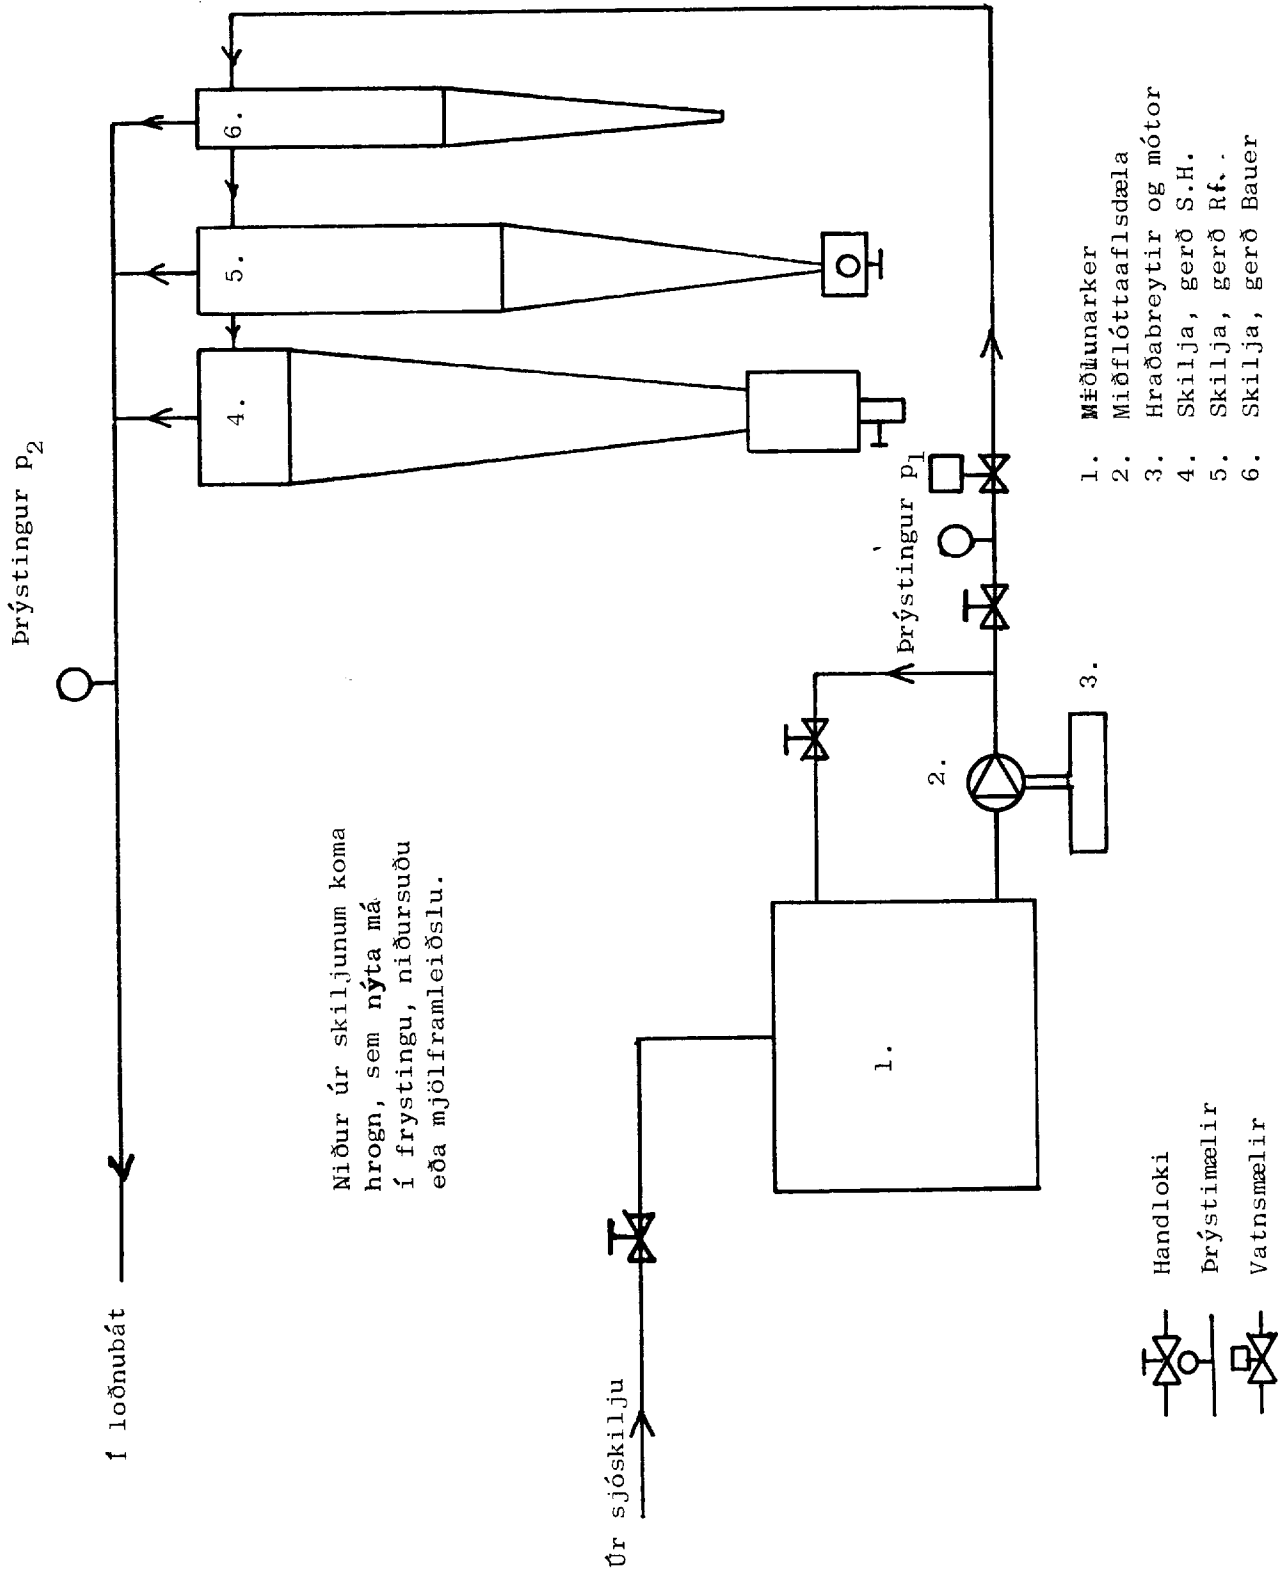 Þrýstingur p2
Í loðnubát
Niður úr skiljunum koma
hrogn, sem nýta má
í frystingu, niðursuðu
eða mjölframleiðslu.
6.
5.
4.
Úr sjóskilju
Þrýstingur p1
1.
2.
3.
Handloki
Þrýstimælir
Vatnsmælir
1. Miðlunarker
2. Miðflóttaaflsdæla
3. Hraðabreytir og mótor
4. Skilja, gerð S.H.
5. Skilja, gerð Rf..
6. Skilja, gerð Bauer